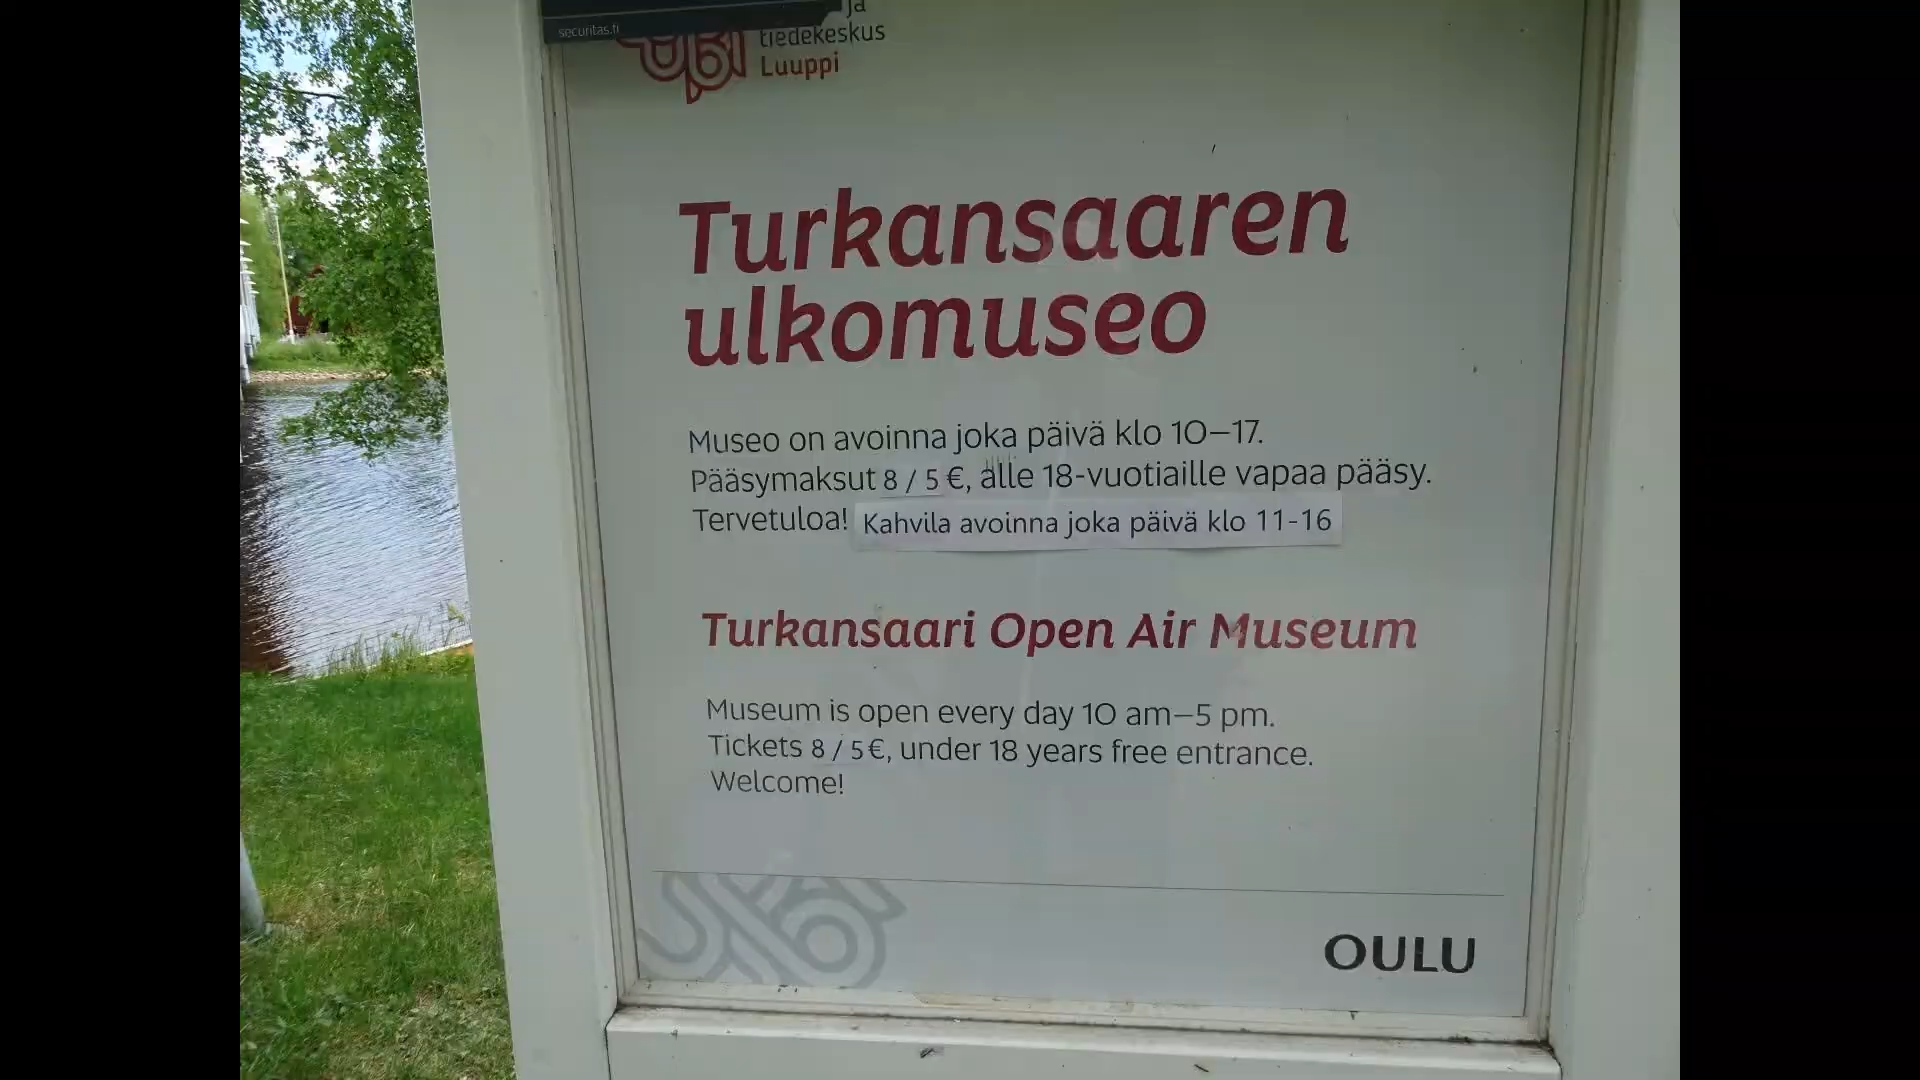 securitas.fi
ja
tiedekeskus
Luuppi
Turkansaaren
ulkomuseo
Museo on avoinna joka päivä klo 10–17.
Pääsymaksut 8 / 5 €, alle 18-vuotiaille vapaa pääsy.
Tervetuloa! Kahvila avoinna joka päivä klo 11-16
Turkansaari Open Air Museum
Museum is open every day 10 am–5 pm.
Tickets 8 / 5 €, under 18 years free entrance.
Welcome!
OULU